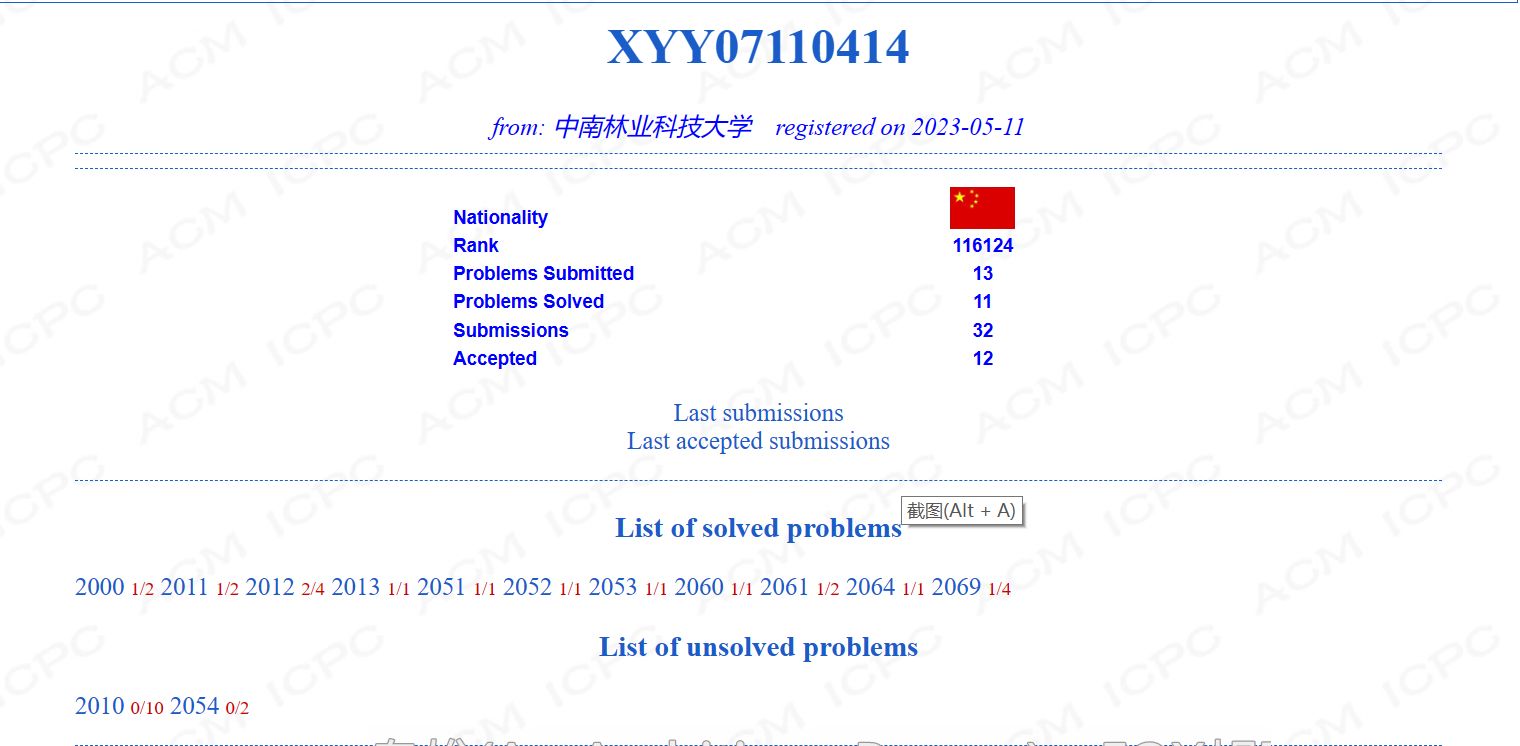 XYY07110414
from: 中南林业科技大学 registered on 2023-05-11
Nationality
Rank 116124
Problems Submitted 13
Problems Solved 11
Submissions 32
Accepted 12
Last submissions
Last accepted submissions
截图(Alt + A)
List of solved problems
2000 1/2 2011 1/2 2012 2/4 2013 1/1 2051 1/1 2052 1/1 2053 1/1 2060 1/1 2061 1/2 2064 1/1 2069 1/4
List of unsolved problems
2010 0/10 2054 0/2